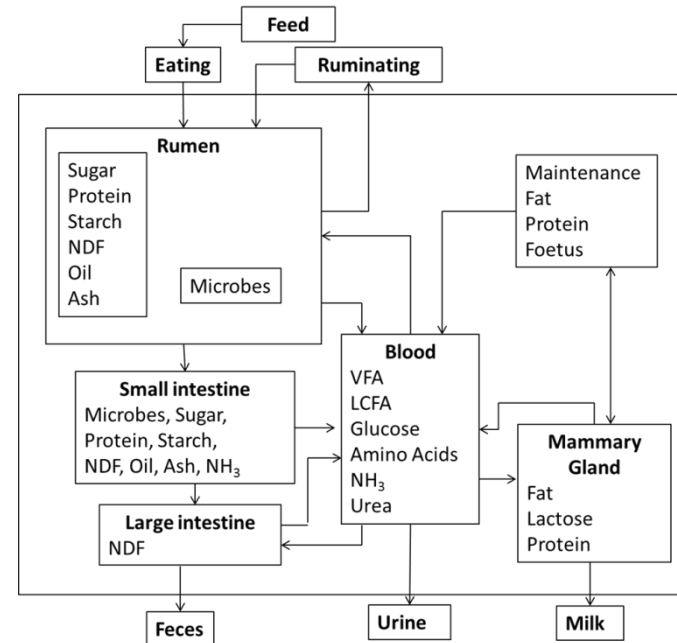 Feed
Eating
Ruminating
Rumen
Sugar
Protein
Starch
NDF
Oil
Ash
Microbes
Maintenance
Fat
Protein
Foetus
Small intestine
Microbes, Sugar,
Protein, Starch,
NDF, Oil, Ash, NH₃
Large intestine
NDF
Blood
VFA
LCFA
Glucose
Amino Acids
NH₃
Urea
Mammary
Gland
Fat
Lactose
Protein
Feces
Urine
Milk